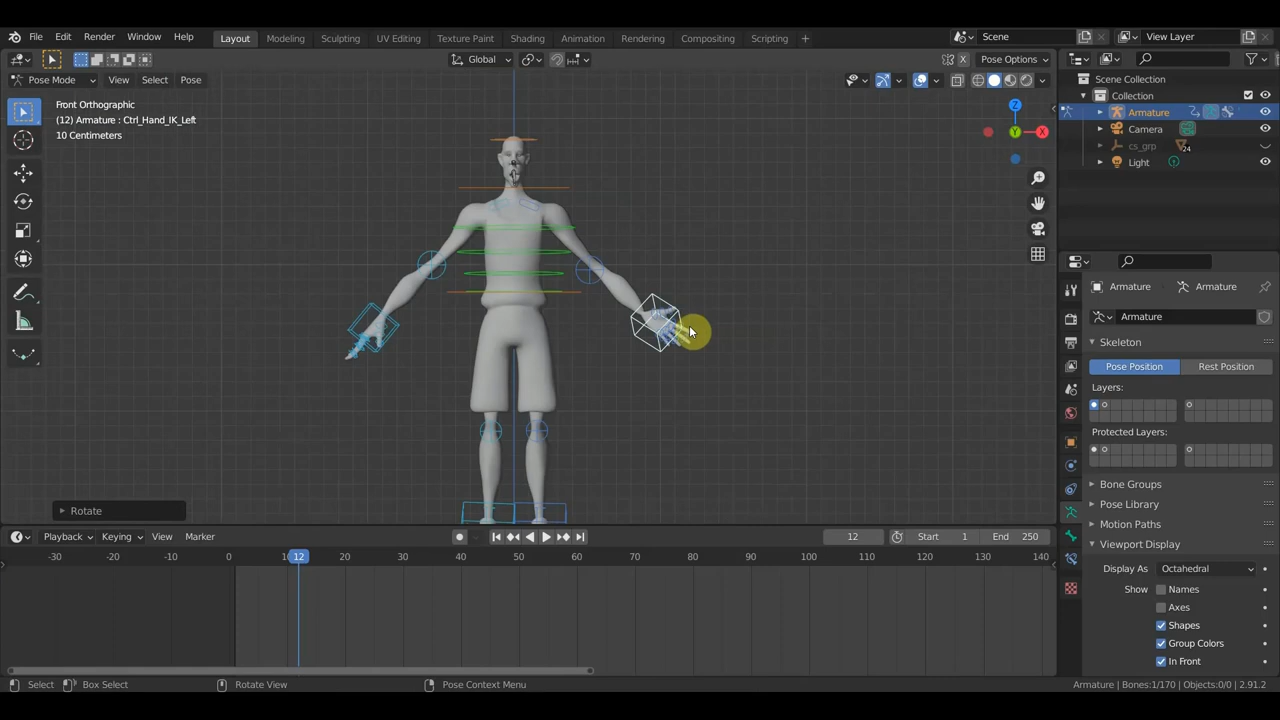 File Edit Render Window Help Layout Modeling Sculpting UV Editing Texture Paint Shading Animation Rendering Compositing Scripting + Scene View Layer
Global Pose Options
Pose Mode View Select Pose
Front Orthographic
(12) Armature : Ctrl_Hand_IK_Left
10 Centimeters
Z
Y
X
Rotate
Scene Collection
Collection
Armature
Camera
cs_grp 24
Light
Armature Armature
Armature
Skeleton
Pose Position Rest Position
Layers:
Protected Layers:
Bone Groups
Pose Library
Motion Paths
Viewport Display
Display As Octahedral
Show Names
Axes
Shapes
Group Colors
In Front
Playback Keying View Marker 12 Start 1 End 250
-30 -20 -10 0 12 20 30 40 50 60 70 80 90 100 110 120 130 140
Select Box Select Rotate View Pose Context Menu Armature | Bones:1/170 | Objects:0/0 | 2.91.2